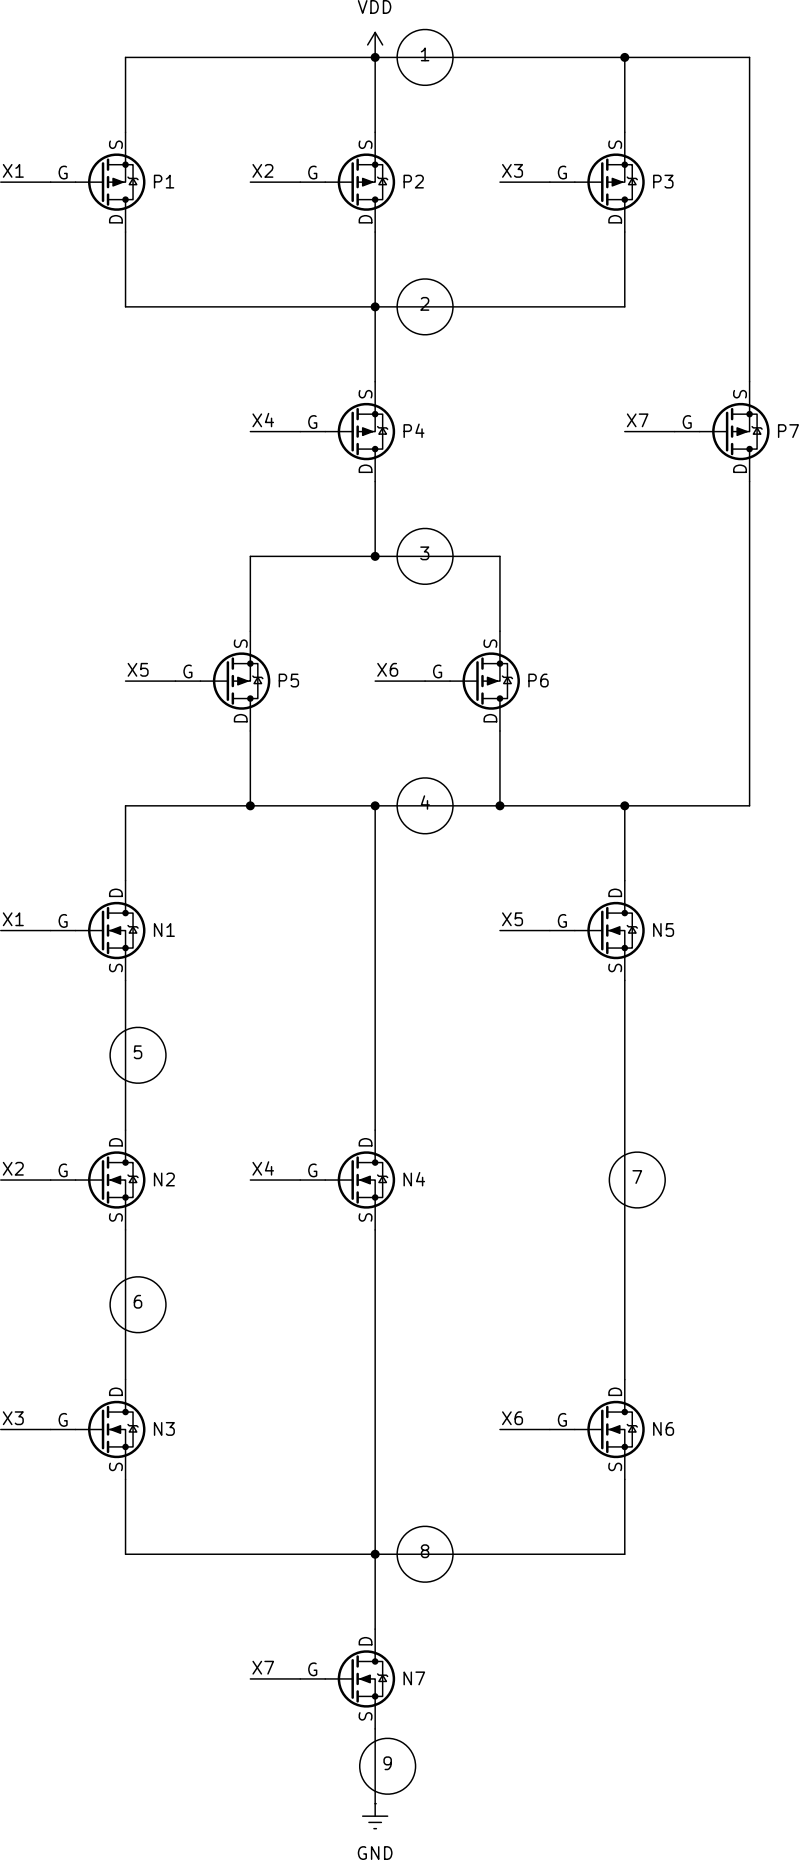 VDD
1
S S S
X1 G P1 X2 G P2 X3 G P3
D D D
2
S S
X4 G P4 X7 G P7
D D
3
S S
X5 G P5 X6 G P6
D D
4
D D
X1 G N1 X5 G N5
S S
5
D D
X2 G N2 X4 G N4 7
S S
6
D D
X3 G N3 X6 G N6
S S
8
D
X7 G N7
S
9
GND